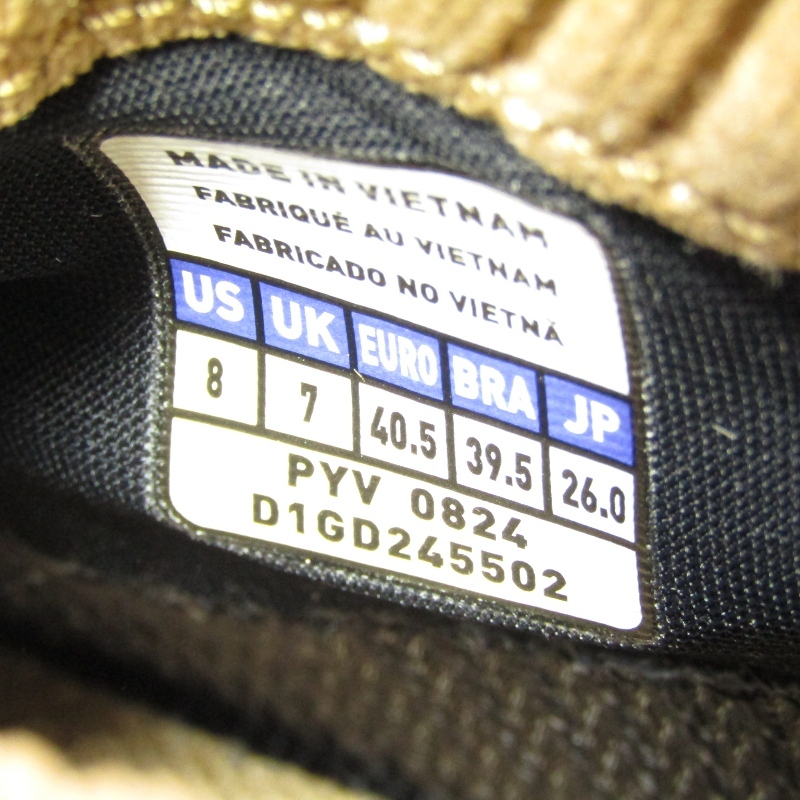 MADE IN VIETNAM
FABRIQUÉ AU VIETNAM
FABRICADO NO VIETNÃ
US UK EURO BRA JP
8 7 40.5 39.5 26.0
PYV 0824
D1GD245502